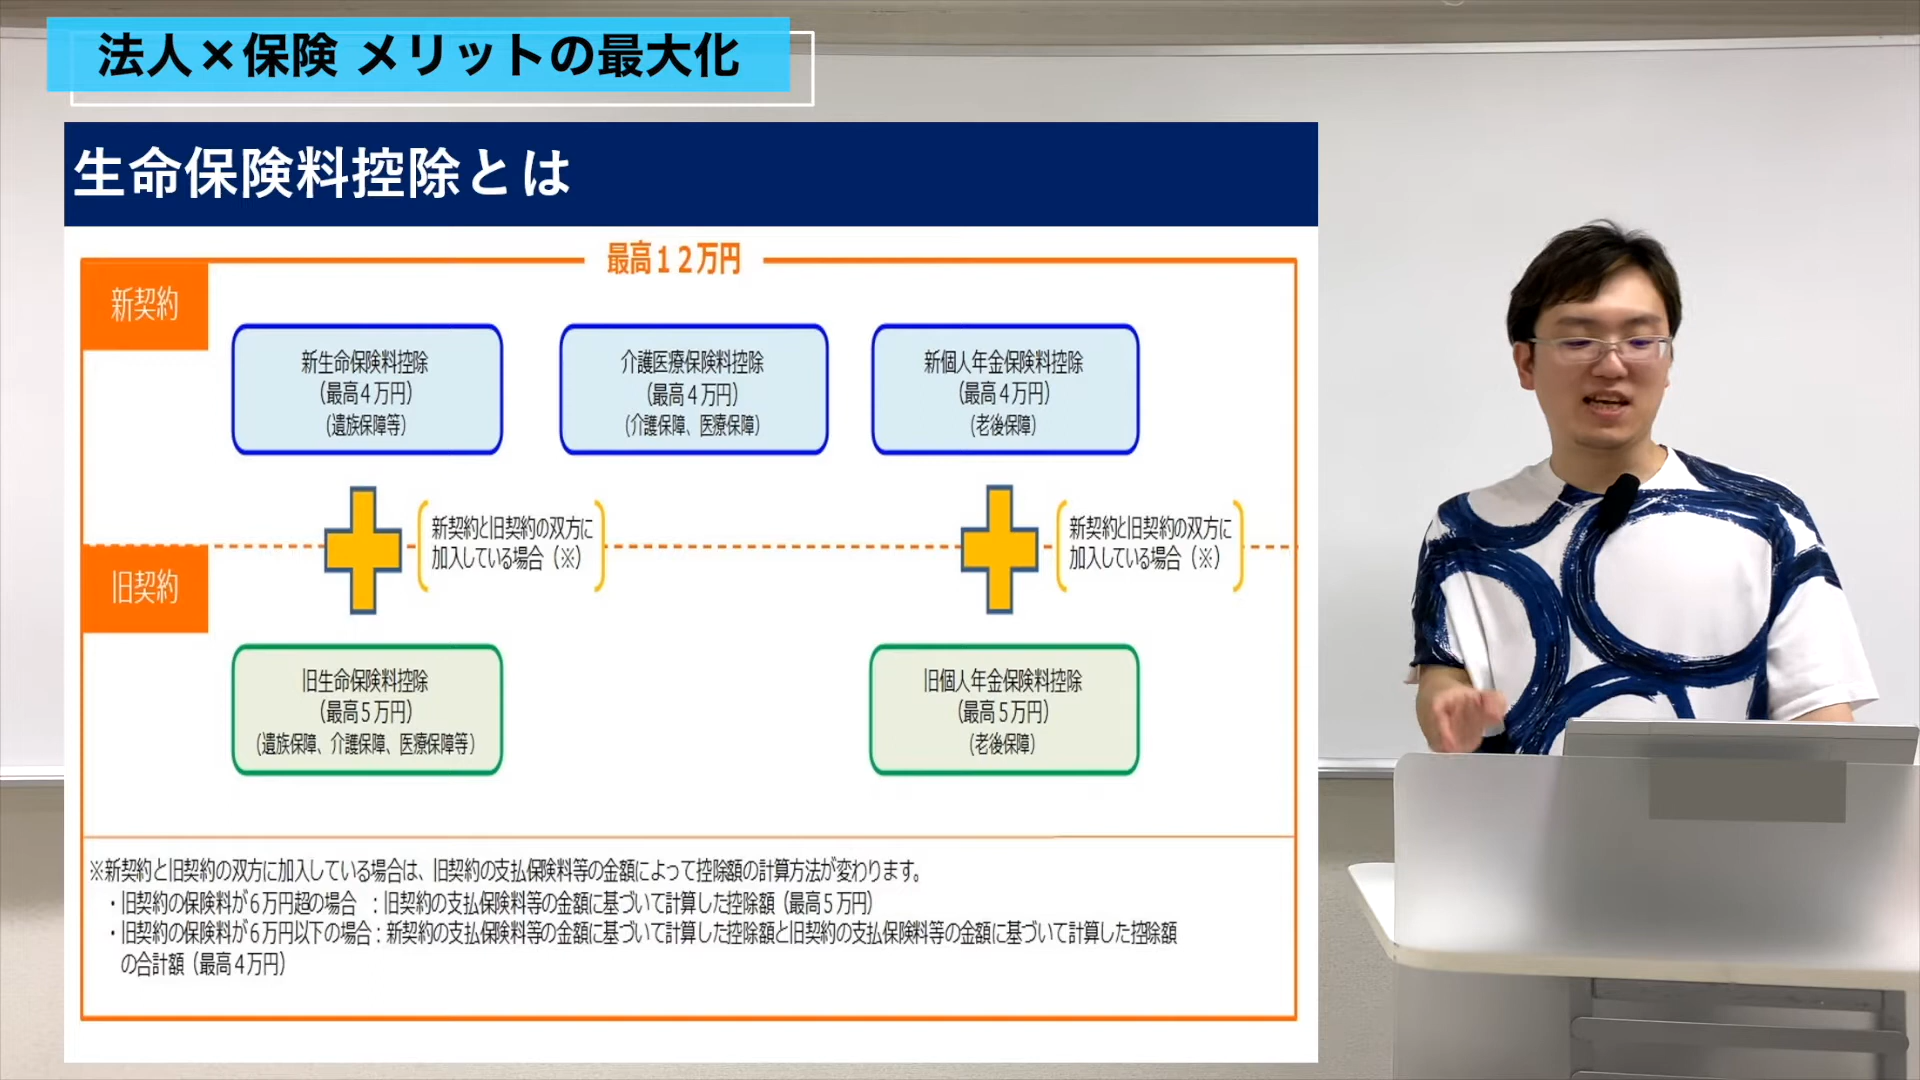 法人×保険 メリットの最大化
生命保険料控除とは
最高12万円
新契約
新生命保険料控除
(最高4万円)
(遺族保障等)
介護医療保険料控除
(最高4万円)
(介護保障、医療保障)
新個人年金保険料控除
(最高4万円)
(老後保障)
新契約と旧契約の双方に
加入している場合(※)
新契約と旧契約の双方に
加入している場合(※)
旧契約
旧生命保険料控除
(最高5万円)
(遺族保障、介護保障、医療保障等)
旧個人年金保険料控除
(最高5万円)
(老後保障)
※新契約と旧契約の双方に加入している場合は、旧契約の支払保険料等の金額によって控除額の計算方法が変わります。
・旧契約の保険料が6万円超の場合 :旧契約の支払保険料等の金額に基づいて計算した控除額(最高5万円)
・旧契約の保険料が6万円以下の場合:新契約の支払保険料等の金額に基づいて計算した控除額と旧契約の支払保険料等の金額に基づいて計算した控除額
の合計額(最高4万円)